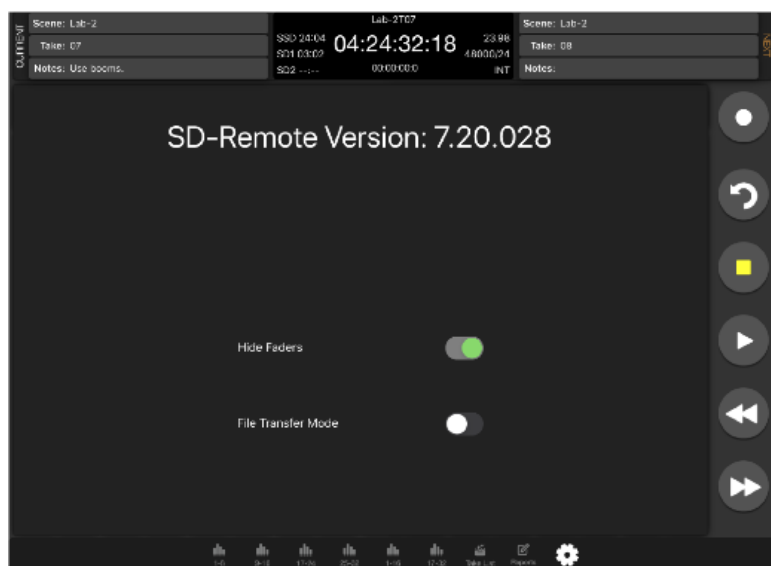 CURRENT
Scene: Lab-2
Take: 07
Notes: Use booms.
Lab-2T07
SSD 24:04
SD1 03:02
SD2 --:--
04:24:32:18
00:00:00:0
23.98
48000/24
INT
Scene: Lab-2
Take: 08
Notes:
NEXT
SD-Remote Version: 7.20.028
Hide Faders
File Transfer Mode
1-8
9-16
17-24
25-32
1-16
17-32
Take List
Reports